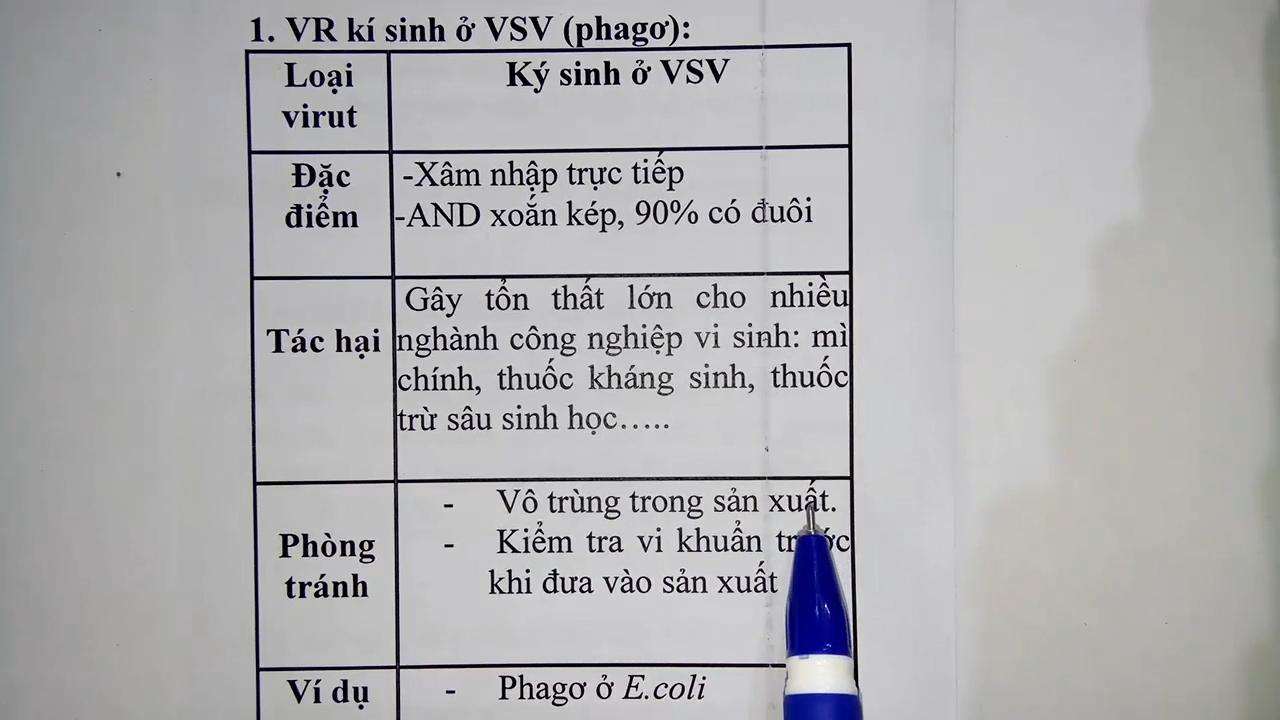 1. VR kí sinh ở VSV (phagơ):
Loại
virut
Ký sinh ở VSV
Đặc
điểm
-Xâm nhập trực tiếp
-AND xoắn kép, 90% có đuôi
Tác hại
Gây tổn thất lớn cho nhiều
nghành công nghiệp vi sinh: mì
chính, thuốc kháng sinh, thuốc
trừ sâu sinh học…..
Phòng
tránh
- Vô trùng trong sản xuất.
- Kiểm tra vi khuẩn trước
khi đưa vào sản xuất
Ví dụ
- Phagơ ở E.coli